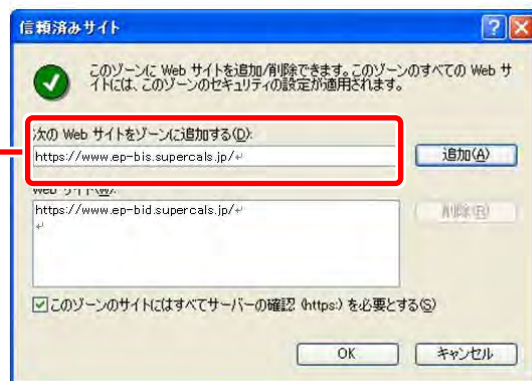 信頼済みサイト
このゾーンに Web サイトを追加/削除できます。このゾーンのすべての Web サ
イトには、このゾーンのセキュリティの設定が適用されます。
次の Web サイトをゾーンに追加する(D):
https://www.ep-bis.supercals.jp/↵
追加(A)
Web サイト(W):
https://www.ep-bid.supercals.jp/↵
↵
削除(R)
このゾーンのサイトにはすべてサーバーの確認 (https:) を必要とする(S)
OK
キャンセル